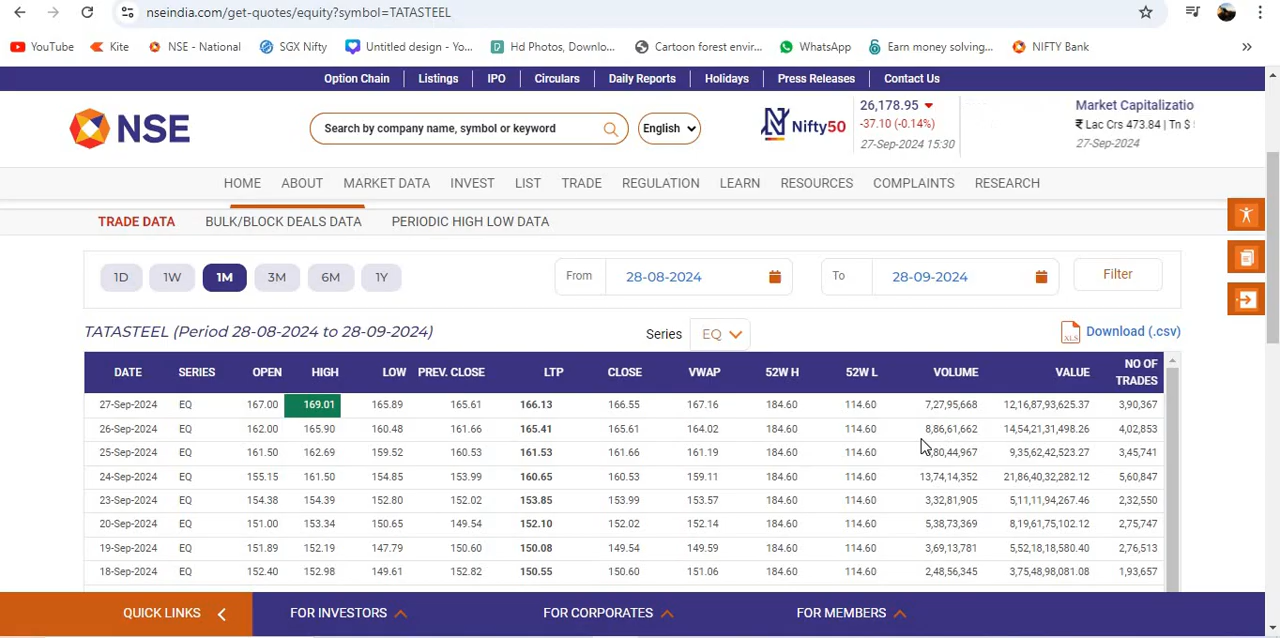 nseindia.com/get-quotes/equity?symbol=TATASTEEL
YouTube Kite NSE - National SGX Nifty Untitled design - Yo... Hd Photos, Downlo... Cartoon forest envir... WhatsApp Earn money solving... NIFTY Bank »
Option Chain Listings IPO Circulars Daily Reports Holidays Press Releases Contact Us
NSE
Search by company name, symbol or keyword
English
Nifty50
26,178.95
-37.10 (-0.14%)
27-Sep-2024 15:30
Market Capitalizatio
₹ Lac Crs 473.84 | Tn $
27-Sep-2024
HOME ABOUT MARKET DATA INVEST LIST TRADE REGULATION LEARN RESOURCES COMPLAINTS RESEARCH
TRADE DATA BULK/BLOCK DEALS DATA PERIODIC HIGH LOW DATA
1D 1W 1M 3M 6M 1Y From 28-08-2024 To 28-09-2024 Filter
TATASTEEL (Period 28-08-2024 to 28-09-2024) Series EQ XLS Download (.csv)
DATE SERIES OPEN HIGH LOW PREV. CLOSE LTP CLOSE VWAP 52W H 52W L VOLUME VALUE NO OF TRADES
27-Sep-2024 EQ 167.00 169.01 165.89 165.61 166.13 166.55 167.16 184.60 114.60 7,27,95,668 12,16,87,93,625.37 3,90,367
26-Sep-2024 EQ 162.00 165.90 160.48 161.66 165.41 165.61 164.02 184.60 114.60 8,86,61,662 14,54,21,31,498.26 4,02,853
25-Sep-2024 EQ 161.50 162.69 159.52 160.53 161.53 161.66 161.19 184.60 114.60 ,80,44,967 9,35,62,42,523.27 3,45,741
24-Sep-2024 EQ 155.15 161.50 154.85 153.99 160.65 160.53 159.11 184.60 114.60 13,74,14,352 21,86,40,32,282.12 5,60,847
23-Sep-2024 EQ 154.38 154.39 152.80 152.02 153.85 153.99 153.57 184.60 114.60 3,32,81,905 5,11,11,94,267.46 2,32,550
20-Sep-2024 EQ 151.00 153.34 150.65 149.54 152.10 152.02 152.14 184.60 114.60 5,38,73,369 8,19,61,75,102.12 2,75,747
19-Sep-2024 EQ 151.89 152.19 147.79 150.60 150.08 149.54 149.59 184.60 114.60 3,69,13,781 5,52,18,18,580.40 2,76,513
18-Sep-2024 EQ 152.40 152.98 149.61 152.82 150.55 150.60 151.06 184.60 114.60 2,48,56,345 3,75,48,98,081.08 1,93,657
QUICK LINKS FOR INVESTORS FOR CORPORATES FOR MEMBERS